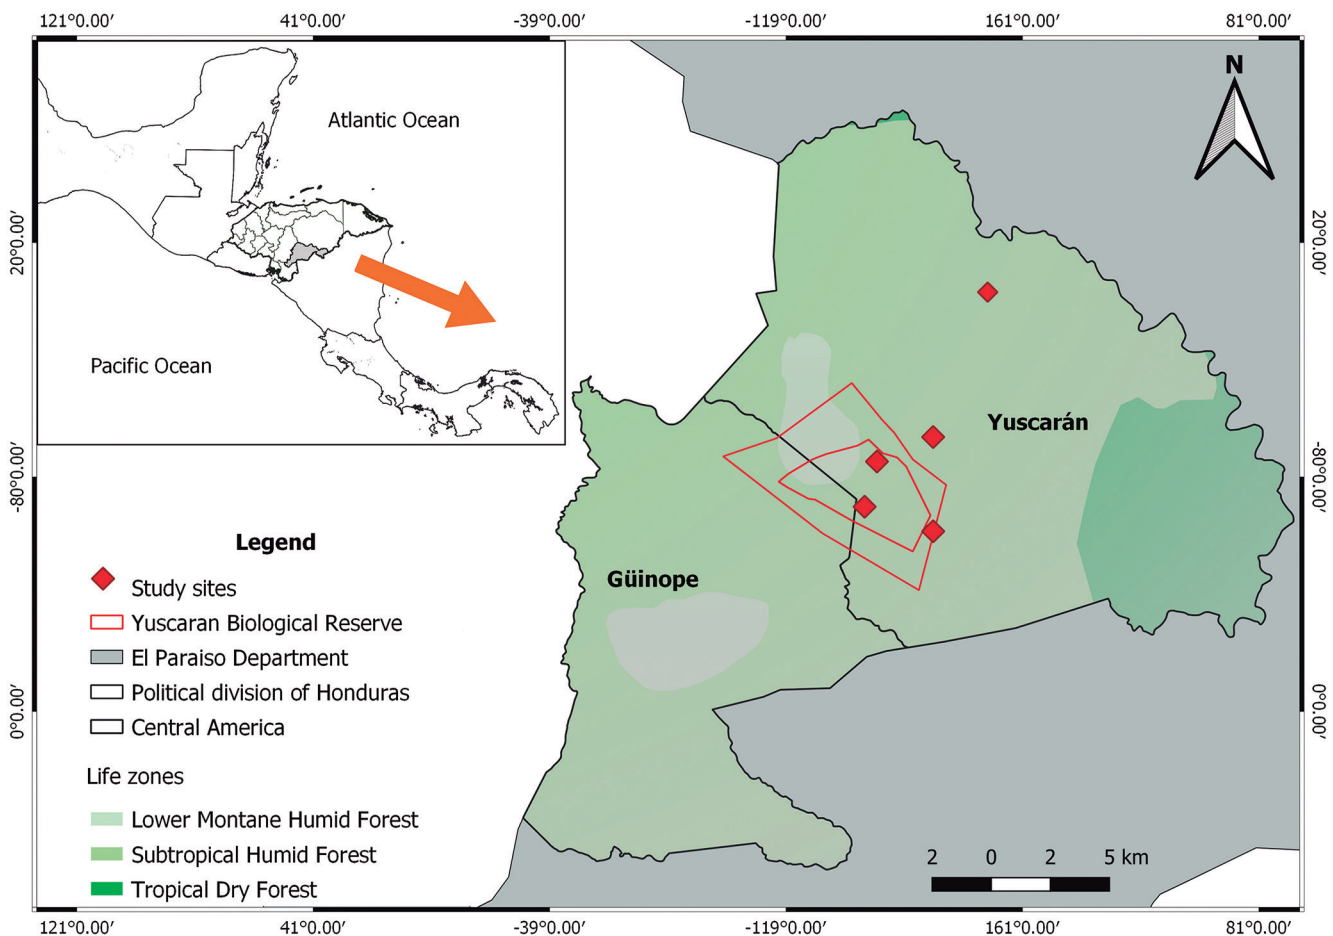 121°0.00′ 41°0.00′ -39°0.00′ -119°0.00′ 161°0.00′ 81°0.00′
N
Atlantic Ocean
20°0.00′
20°0.00′
Pacific Ocean
Yuscarán
-80°0.00′
-80°0.00′
Legend
Güinope
Study sites
Yuscaran Biological Reserve
El Paraiso Department
Political division of Honduras
0°0.00′
0°0.00′
Central America
Life zones
Lower Montane Humid Forest
Subtropical Humid Forest
Tropical Dry Forest
2 0 2 5 km
121°0.00′ 41°0.00′ -39°0.00′ -119°0.00′ 161°0.00′ 81°0.00′